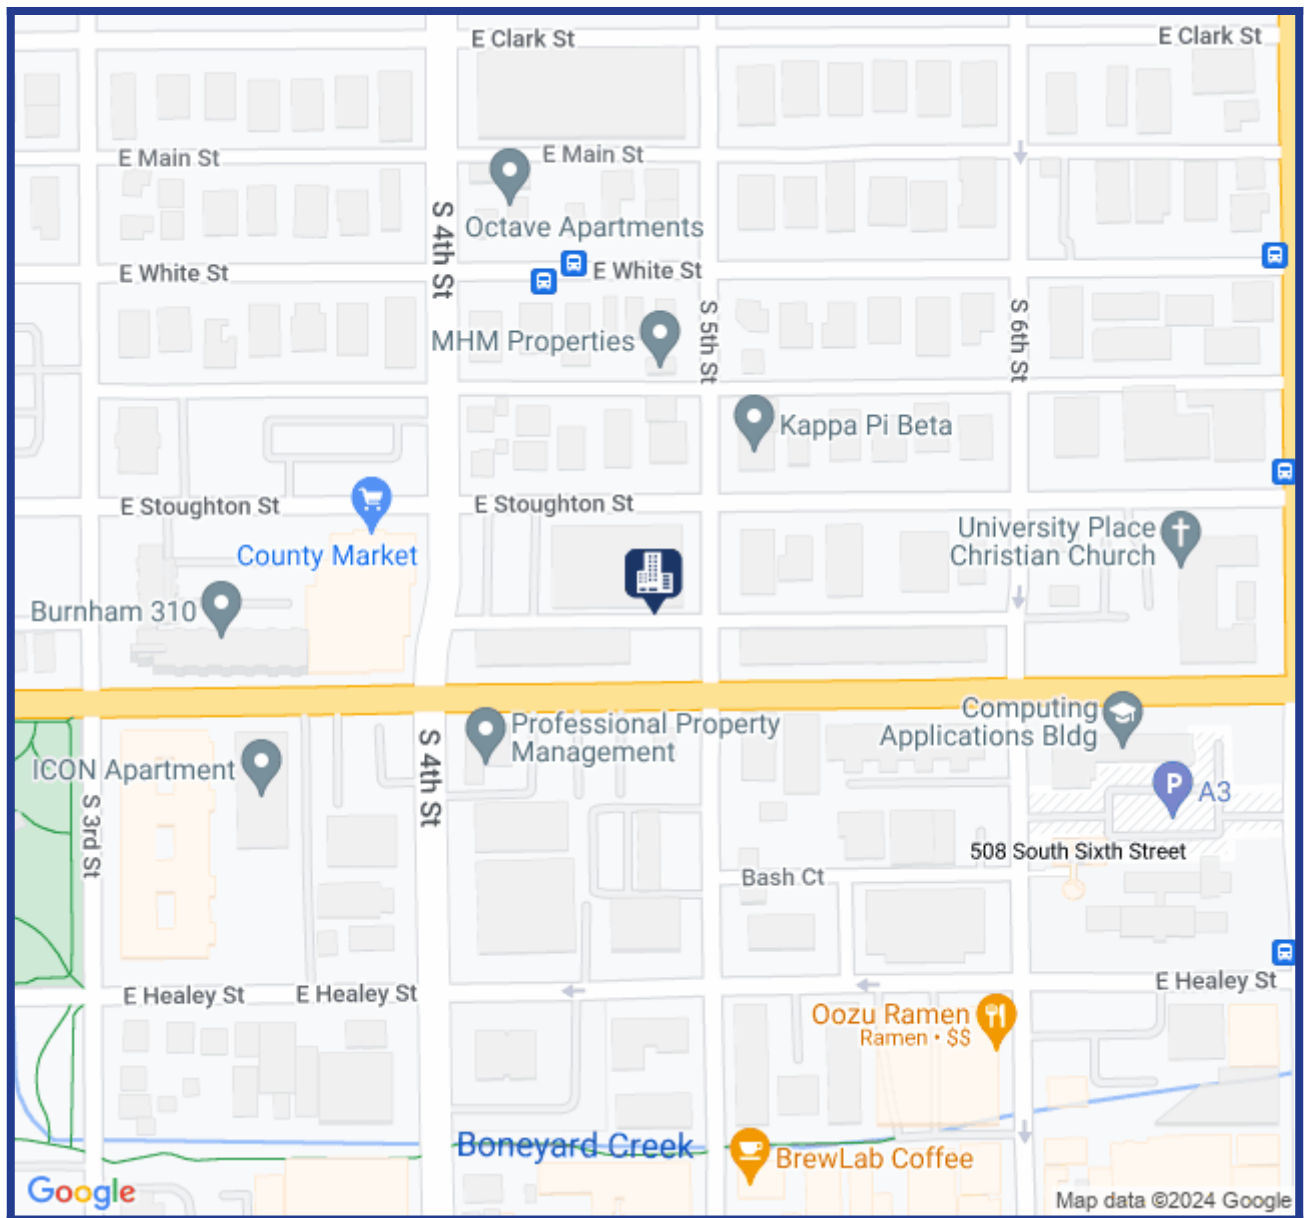 E Clark St
E Clark St
E Main St
E Main St
Octave Apartments
S 4th St
E White St
E White St
S 5th St
S 6th St
MHM Properties
Kappa Pi Beta
E Stoughton St
E Stoughton St
County Market
University Place
Christian Church
Burnham 310
Computing
Applications Bldg
Professional Property
Management
S 4th St
ICON Apartment
S 3rd St
P
A3
508 South Sixth Street
Bash Ct
E Healey St
E Healey St
E Healey St
Oozu Ramen
Ramen • $$
Boneyard Creek
BrewLab Coffee
Google
Map data ©2024 Google